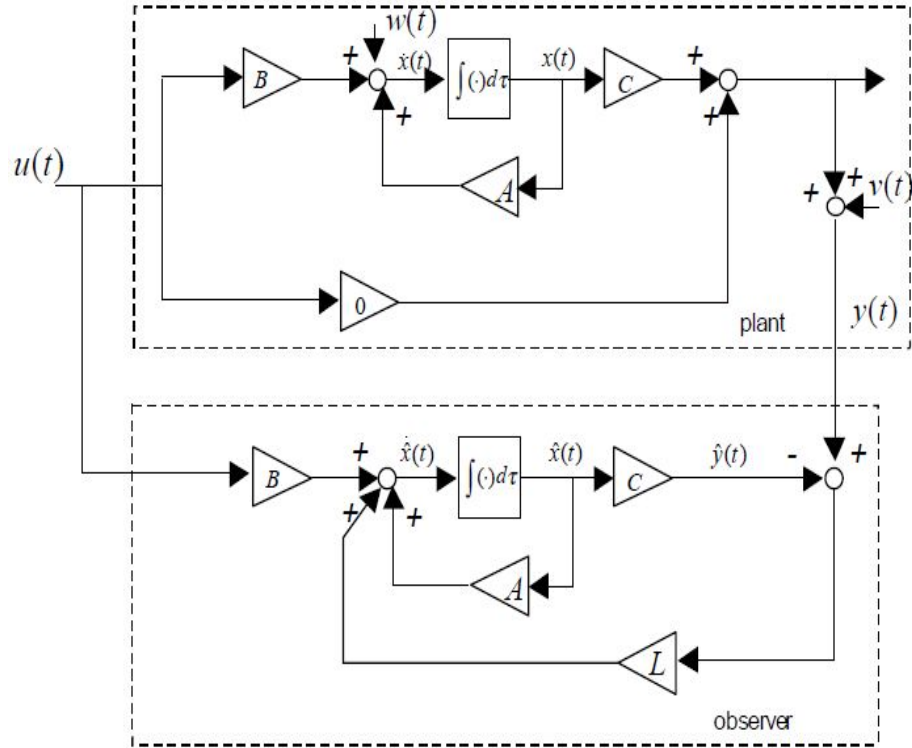 w(t)
+
ẋ(t)
x(t)
+
B
∫(·)dτ
C
+
+
u(t)
A
+
+
v(t)
0
plant
y(t)
+
ẋ̂(t)
x̂(t)
ŷ(t)
-
+
B
∫(·)dτ
C
+
+
A
L
observer